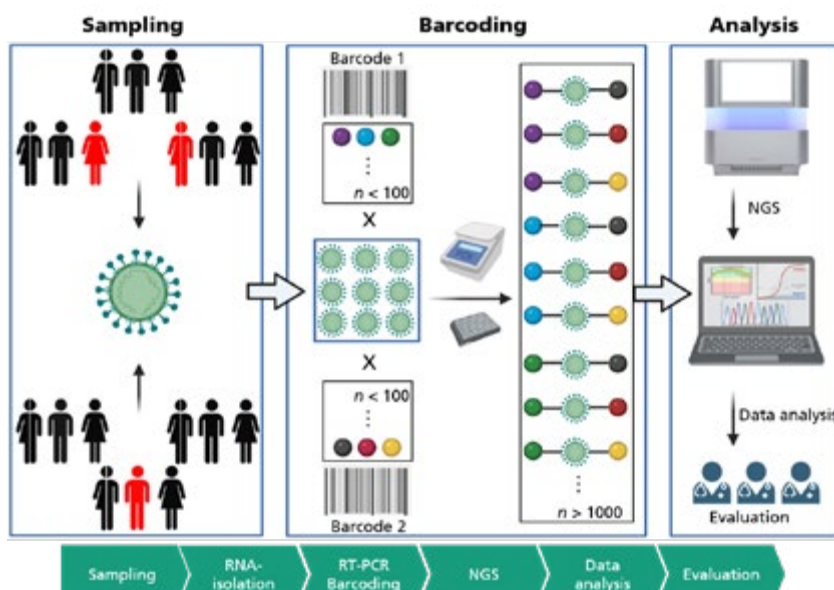 Sampling
Barcoding
Analysis
Barcode 1
⋮
n < 100
X
X
n < 100
⋮
Barcode 2
⋮
n > 1000
NGS
Data analysis
Evaluation
Sampling
RNA-
isolation
RT-PCR
Barcoding
NGS
Data
analysis
Evaluation